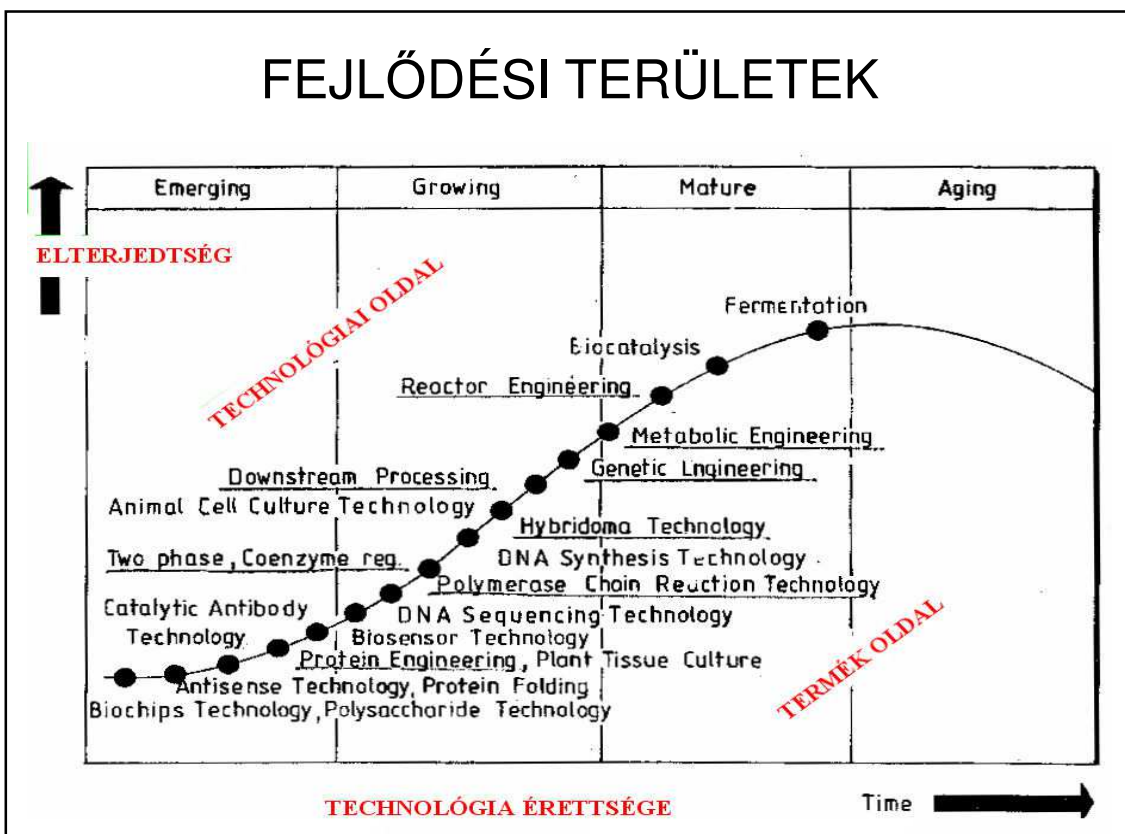 FEJLŐDÉSI TERÜLETEK
Emerging
Growing
Mature
Aging
ELTERJEDTSÉG
TECHNOLÓGIAI OLDAL
Fermentation
Biocatalysis
Reactor Engineering
Metabolic Engineering
Downstream Processing
Genetic Engineering
Animal Cell Culture Technology
Hybridoma Technology
Two phase, Coenzyme reg.
DNA Synthesis Technology
Polymerase Chain Reaction Technology
Catalytic Antibody
Technology
DNA Sequencing Technology
Biosensor Technology
Protein Engineering, Plant Tissue Culture
Antisense Technology, Protein Folding
Biochips Technology, Polysaccharide Technology
TERMÉK OLDAL
TECHNOLÓGIA ÉRETTSÉGE
Time